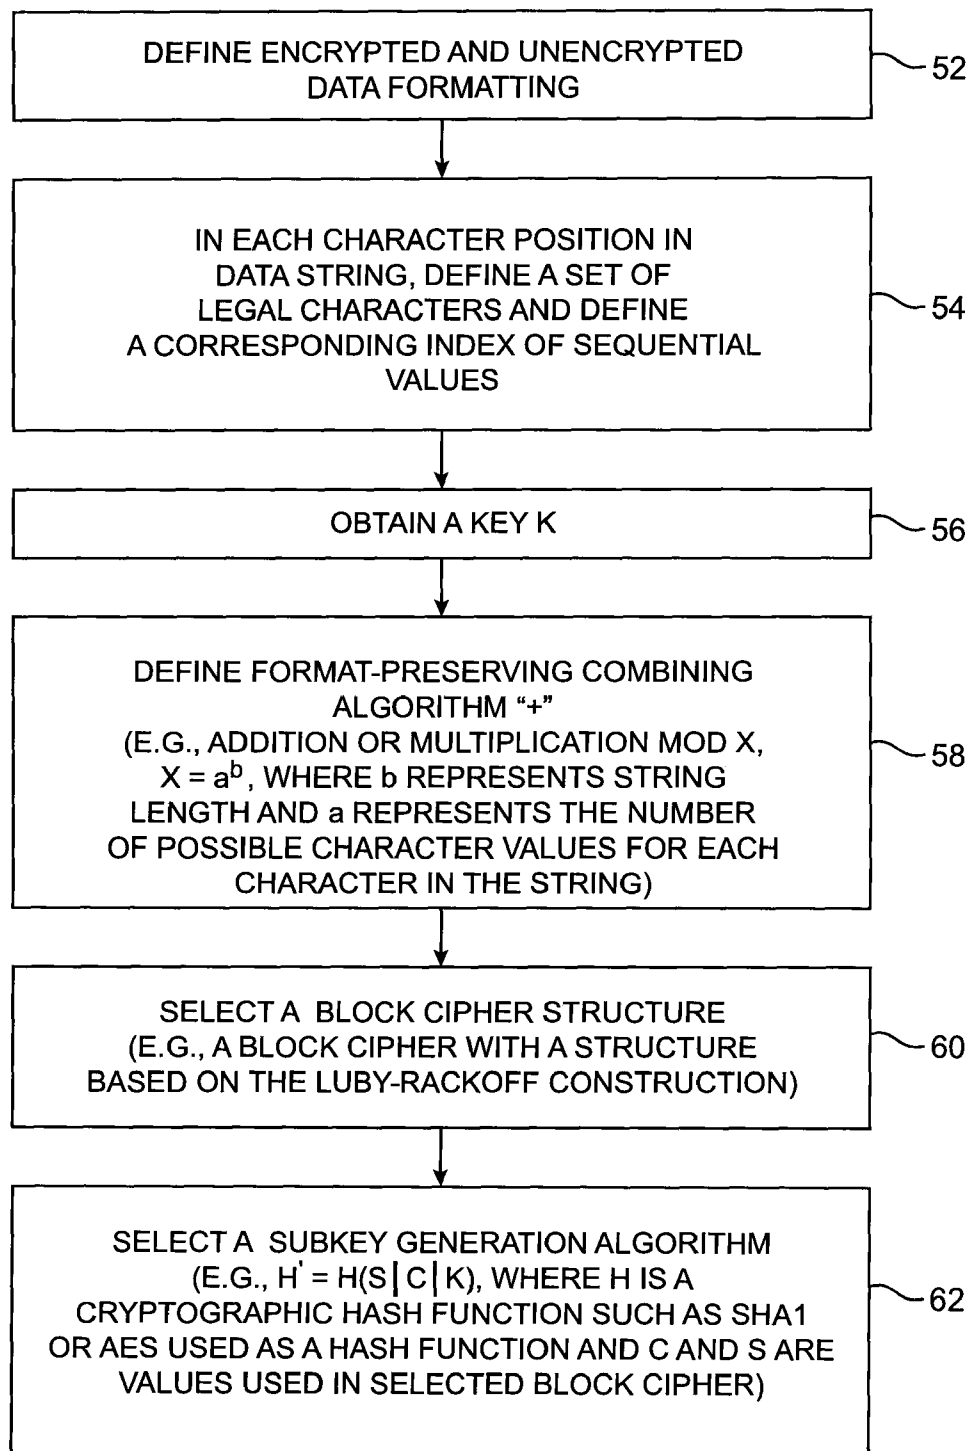 DEFINE ENCRYPTED AND UNENCRYPTED
DATA FORMATTING
52
IN EACH CHARACTER POSITION IN
DATA STRING, DEFINE A SET OF
LEGAL CHARACTERS AND DEFINE
A CORRESPONDING INDEX OF SEQUENTIAL
VALUES
54
OBTAIN A KEY K
56
DEFINE FORMAT-PRESERVING COMBINING
ALGORITHM “+”
(E.G., ADDITION OR MULTIPLICATION MOD X,
X = aᵇ, WHERE b REPRESENTS STRING
LENGTH AND a REPRESENTS THE NUMBER
OF POSSIBLE CHARACTER VALUES FOR EACH
CHARACTER IN THE STRING)
58
SELECT A BLOCK CIPHER STRUCTURE
(E.G., A BLOCK CIPHER WITH A STRUCTURE
BASED ON THE LUBY-RACKOFF CONSTRUCTION)
60
SELECT A SUBKEY GENERATION ALGORITHM
(E.G., H' = H(S|C|K), WHERE H IS A
CRYPTOGRAPHIC HASH FUNCTION SUCH AS SHA1
OR AES USED AS A HASH FUNCTION AND C AND S ARE
VALUES USED IN SELECTED BLOCK CIPHER)
62